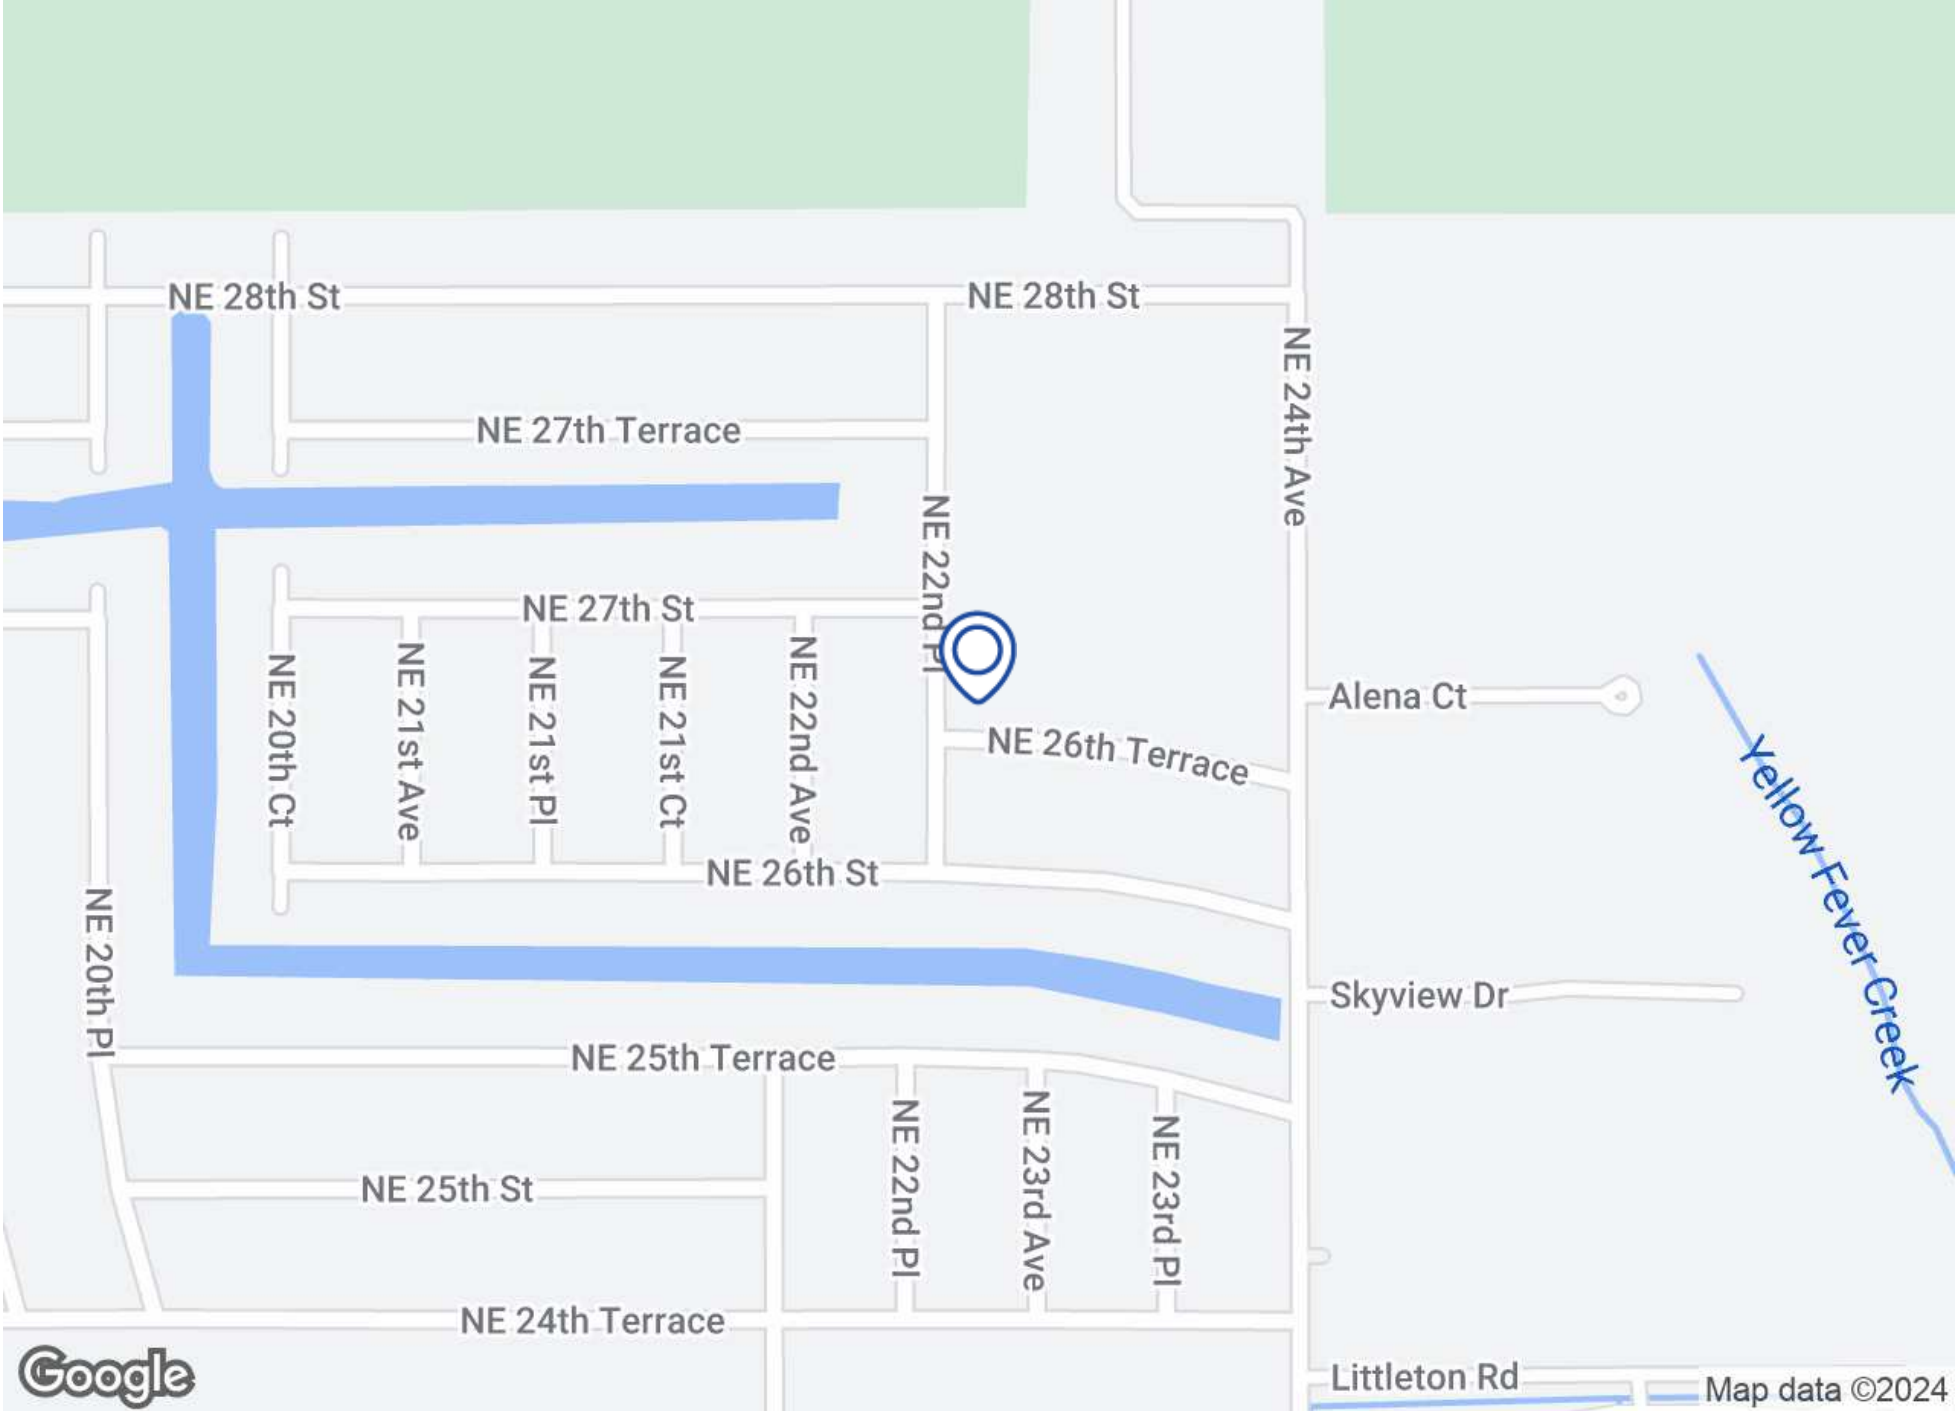 NE 28th St
NE 28th St
NE 24th Ave
NE 27th Terrace
NE 22nd Pl
NE 27th St
NE 20th Ct
NE 21st Ave
NE 21st Pl
NE 21st Ct
NE 22nd Ave
Alena Ct
NE 26th Terrace
Yellow Fever Creek
NE 26th St
NE 20th Pl
Skyview Dr
NE 25th Terrace
NE 22nd Pl
NE 23rd Ave
NE 23rd Pl
NE 25th St
NE 24th Terrace
Littleton Rd
Google
Map data ©2024